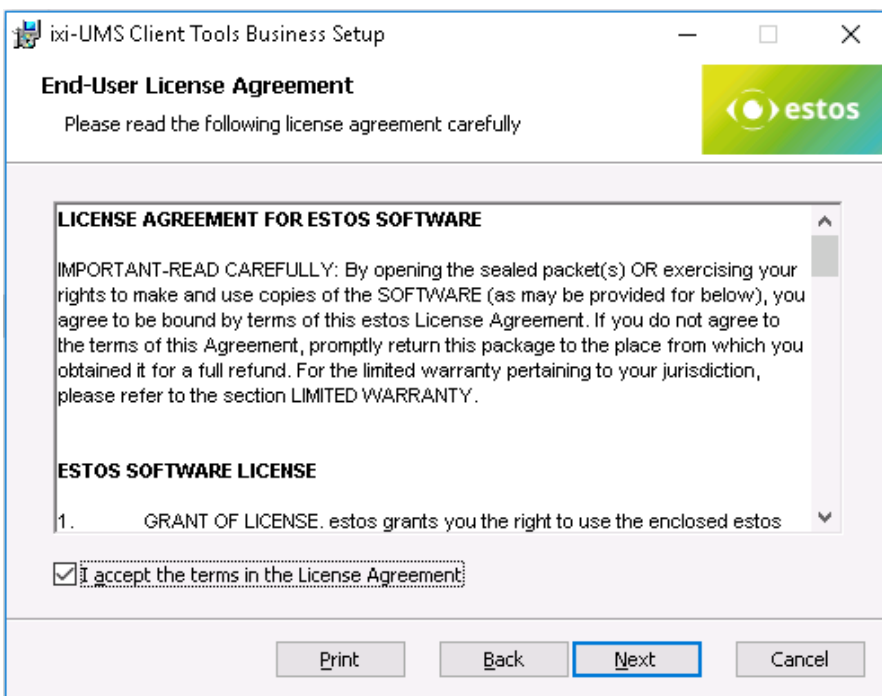 ixi-UMS Client Tools Business Setup
End-User License Agreement
Please read the following license agreement carefully
estos
LICENSE AGREEMENT FOR ESTOS SOFTWARE
IMPORTANT-READ CAREFULLY: By opening the sealed packet(s) OR exercising your
rights to make and use copies of the SOFTWARE (as may be provided for below), you
agree to be bound by terms of this estos License Agreement. If you do not agree to
the terms of this Agreement, promptly return this package to the place from which you
obtained it for a full refund. For the limited warranty pertaining to your jurisdiction,
please refer to the section LIMITED WARRANTY.
ESTOS SOFTWARE LICENSE
1. GRANT OF LICENSE. estos grants you the right to use the enclosed estos
I accept the terms in the License Agreement
Print Back Next Cancel